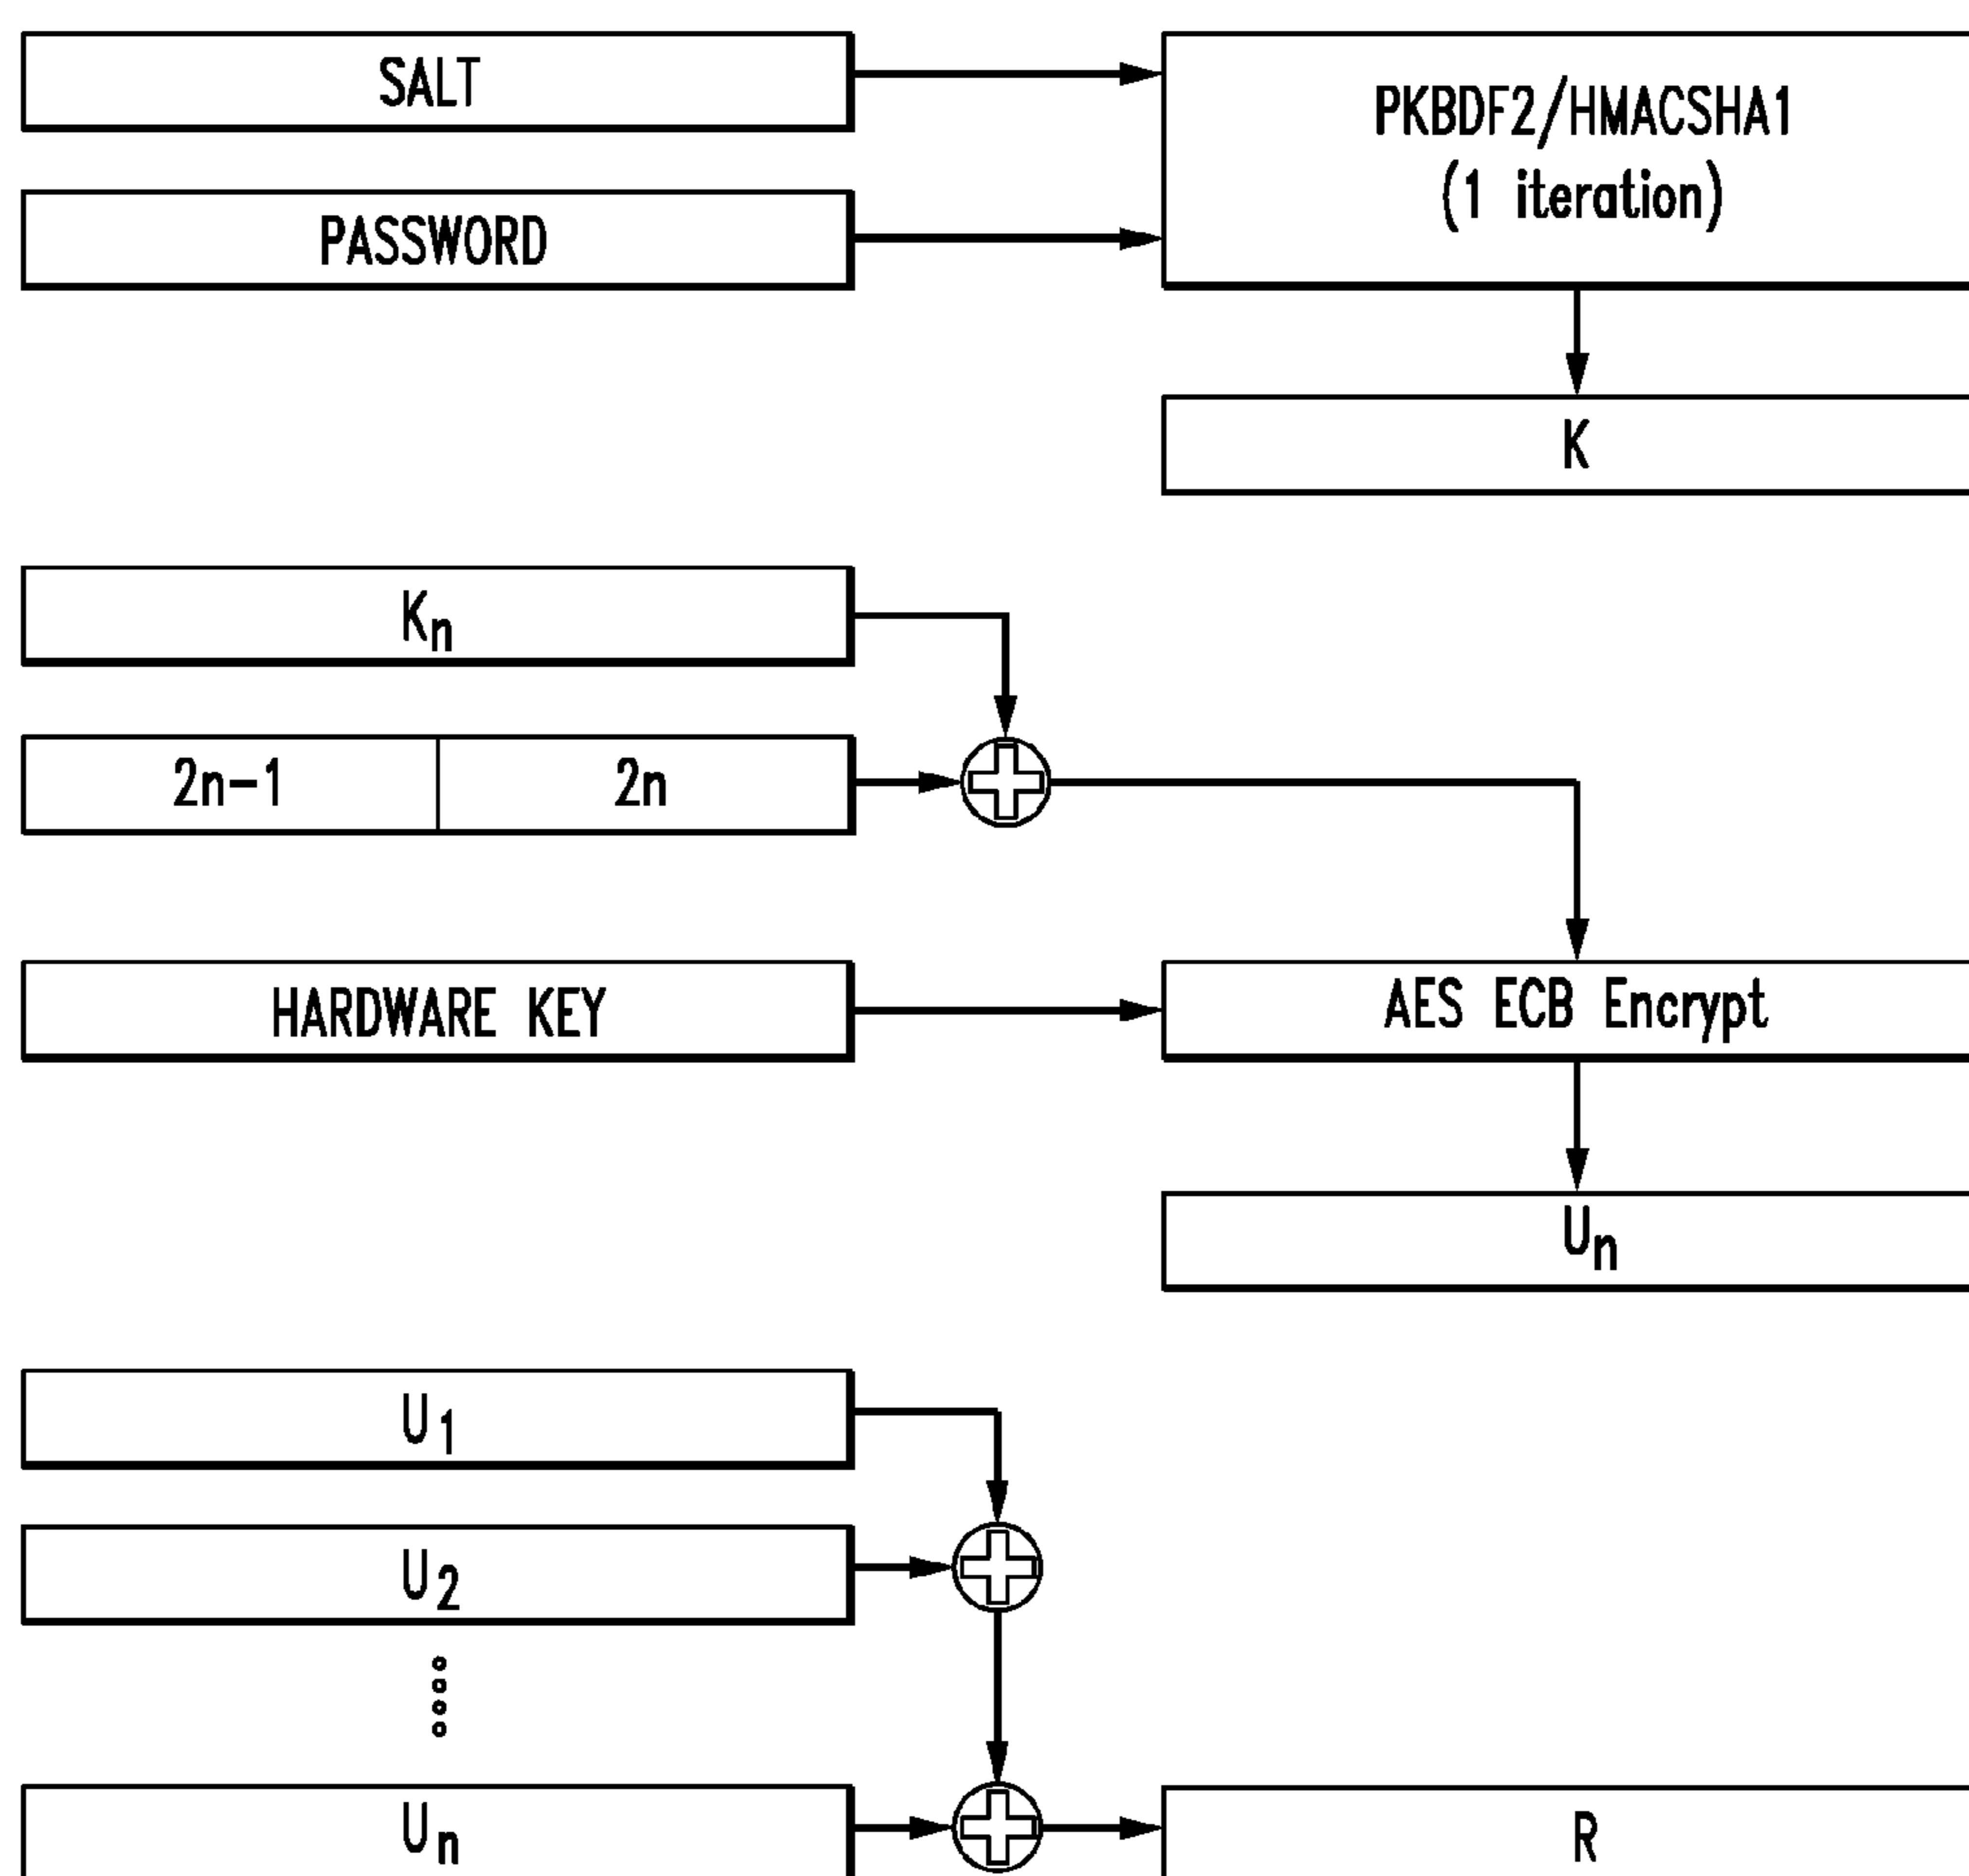 SALT
PKBDF2/HMACSHA1
(1 iteration)
PASSWORD
K
Kn
2n-1
2n
HARDWARE KEY
AES ECB Encrypt
Un
U1
U2
Un
R